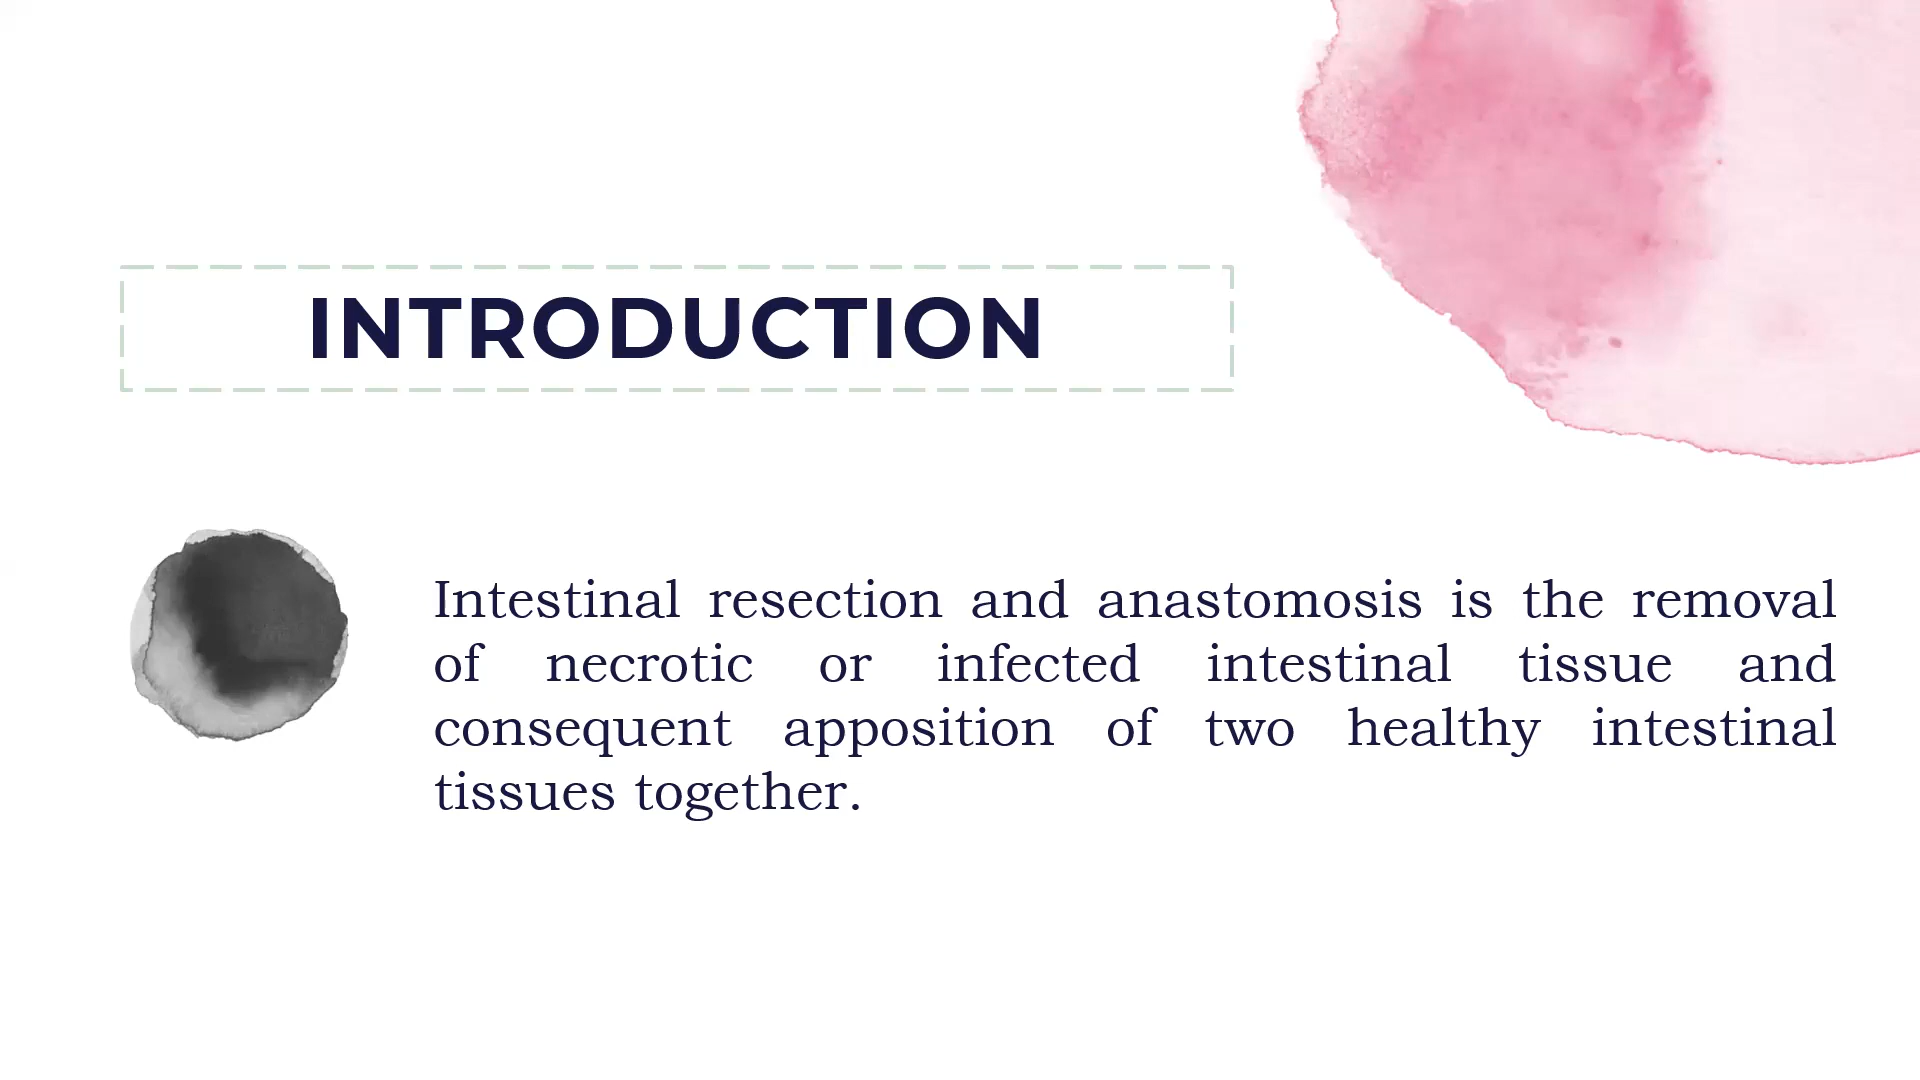 INTRODUCTION
Intestinal resection and anastomosis is the removal
of necrotic or infected intestinal tissue and
consequent apposition of two healthy intestinal
tissues together.